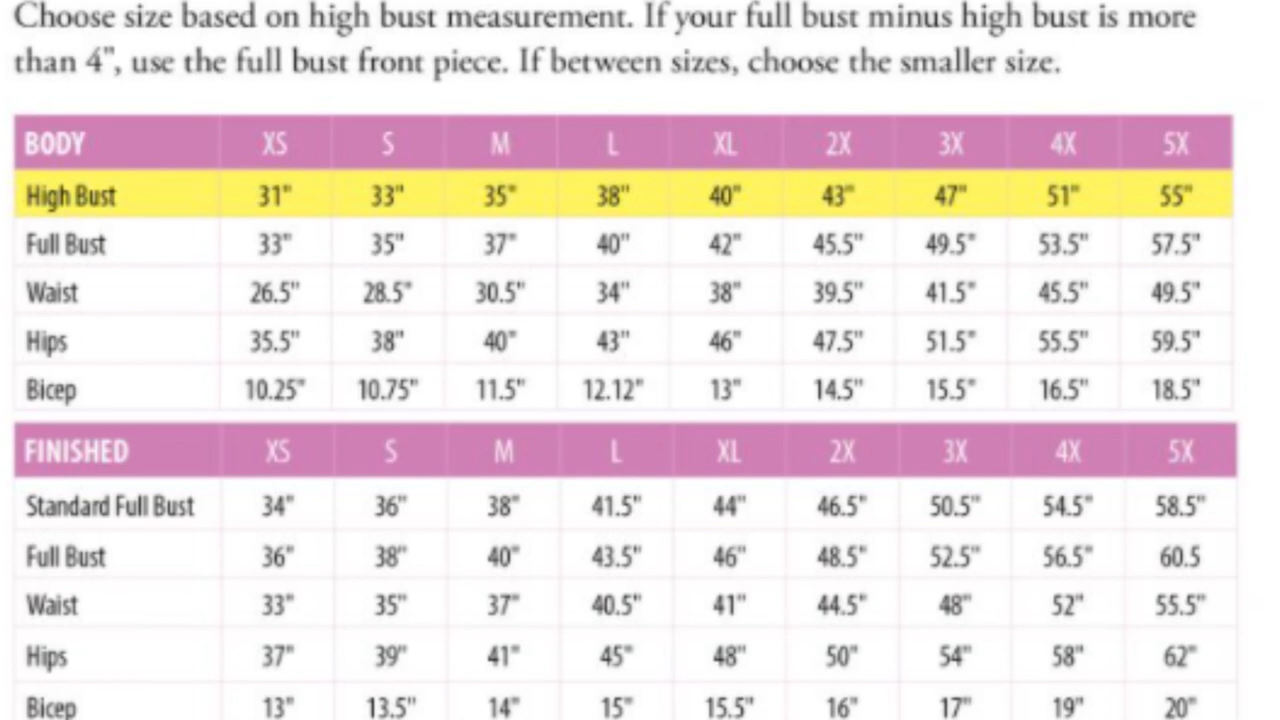 Choose size based on high bust measurement. If your full bust minus high bust is more
than 4", use the full bust front piece. If between sizes, choose the smaller size.
BODY XS S M L XL 2X 3X 4X 5X
High Bust 31" 33" 35" 38" 40" 43" 47" 51" 55"
Full Bust 33" 35" 37" 40" 42" 45.5" 49.5" 53.5" 57.5"
Waist 26.5" 28.5" 30.5" 34" 38" 39.5" 41.5" 45.5" 49.5"
Hips 35.5" 38" 40" 43" 46" 47.5" 51.5" 55.5" 59.5"
Bicep 10.25" 10.75" 11.5" 12.12" 13" 14.5" 15.5" 16.5" 18.5"
FINISHED XS S M L XL 2X 3X 4X 5X
Standard Full Bust 34" 36" 38" 41.5" 44" 46.5" 50.5" 54.5" 58.5"
Full Bust 36" 38" 40" 43.5" 46" 48.5" 52.5" 56.5" 60.5
Waist 33" 35" 37" 40.5" 41" 44.5" 48" 52" 55.5"
Hips 37" 39" 41" 45" 48" 50" 54" 58" 62"
Bicep 13" 13.5" 14" 15" 15.5" 16" 17" 19" 20"